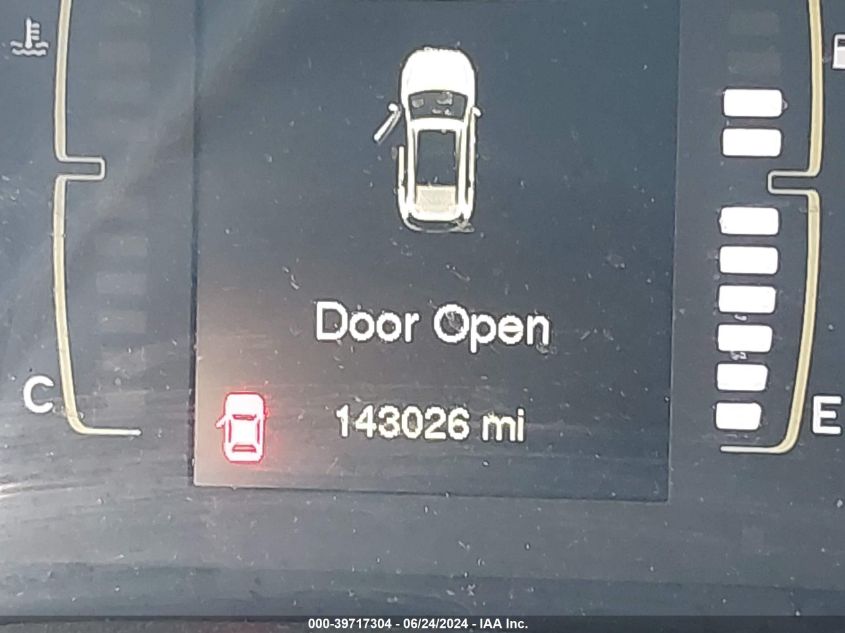 Door Open
C
143026 mi
E
000-39717304 - 06/24/2024 - IAA Inc.